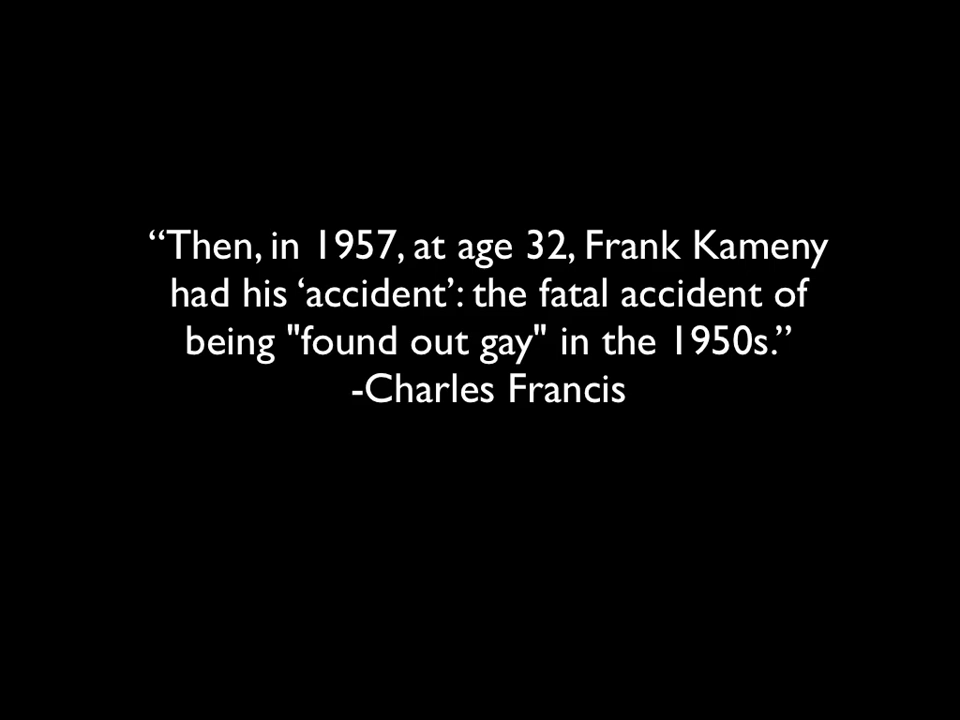 “Then, in 1957, at age 32, Frank Kameny
had his ‘accident’: the fatal accident of
being "found out gay" in the 1950s.”
-Charles Francis